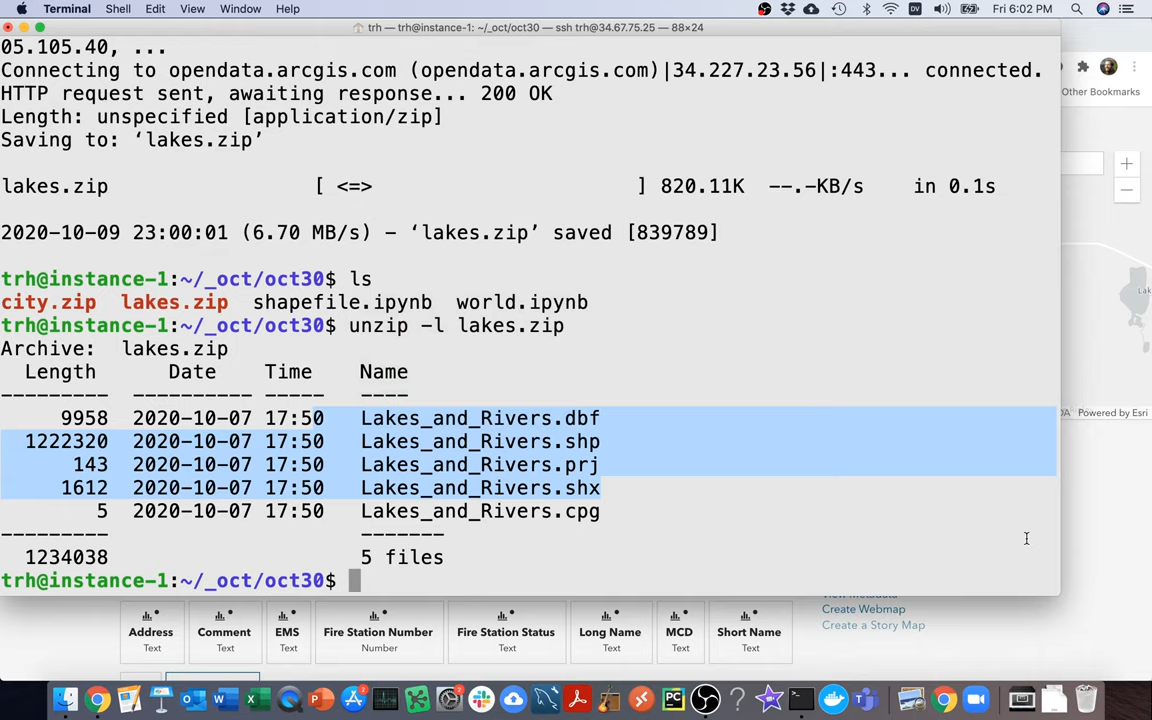 Terminal Shell Edit View Window Help Fri 6:02 PM
trh — trh@instance-1: ~/_oct/oct30 — ssh trh@34.67.75.25 — 88×24
05.105.40, ...
Connecting to opendata.arcgis.com (opendata.arcgis.com)|34.227.23.56|:443... connected.
HTTP request sent, awaiting response... 200 OK
Length: unspecified [application/zip]
Saving to: ‘lakes.zip’
lakes.zip [ <=> ] 820.11K --.-KB/s in 0.1s
2020-10-09 23:00:01 (6.70 MB/s) - ‘lakes.zip’ saved [839789]
trh@instance-1:~/_oct/oct30$ ls
city.zip lakes.zip shapefile.ipynb world.ipynb
trh@instance-1:~/_oct/oct30$ unzip -l lakes.zip
Archive: lakes.zip
Length Date Time Name
--------- ---------- ----- ----
9958 2020-10-07 17:50 Lakes_and_Rivers.dbf
1222320 2020-10-07 17:50 Lakes_and_Rivers.shp
143 2020-10-07 17:50 Lakes_and_Rivers.prj
1612 2020-10-07 17:50 Lakes_and_Rivers.shx
5 2020-10-07 17:50 Lakes_and_Rivers.cpg
--------- -------
1234038 5 files
trh@instance-1:~/_oct/oct30$
Other Bookmarks
Lak
Powered by Esri
Create Webmap
Create a Story Map
Address Comment EMS Fire Station Number Fire Station Status Long Name MCD Short Name
Text Text Text Number Text Text Text Text